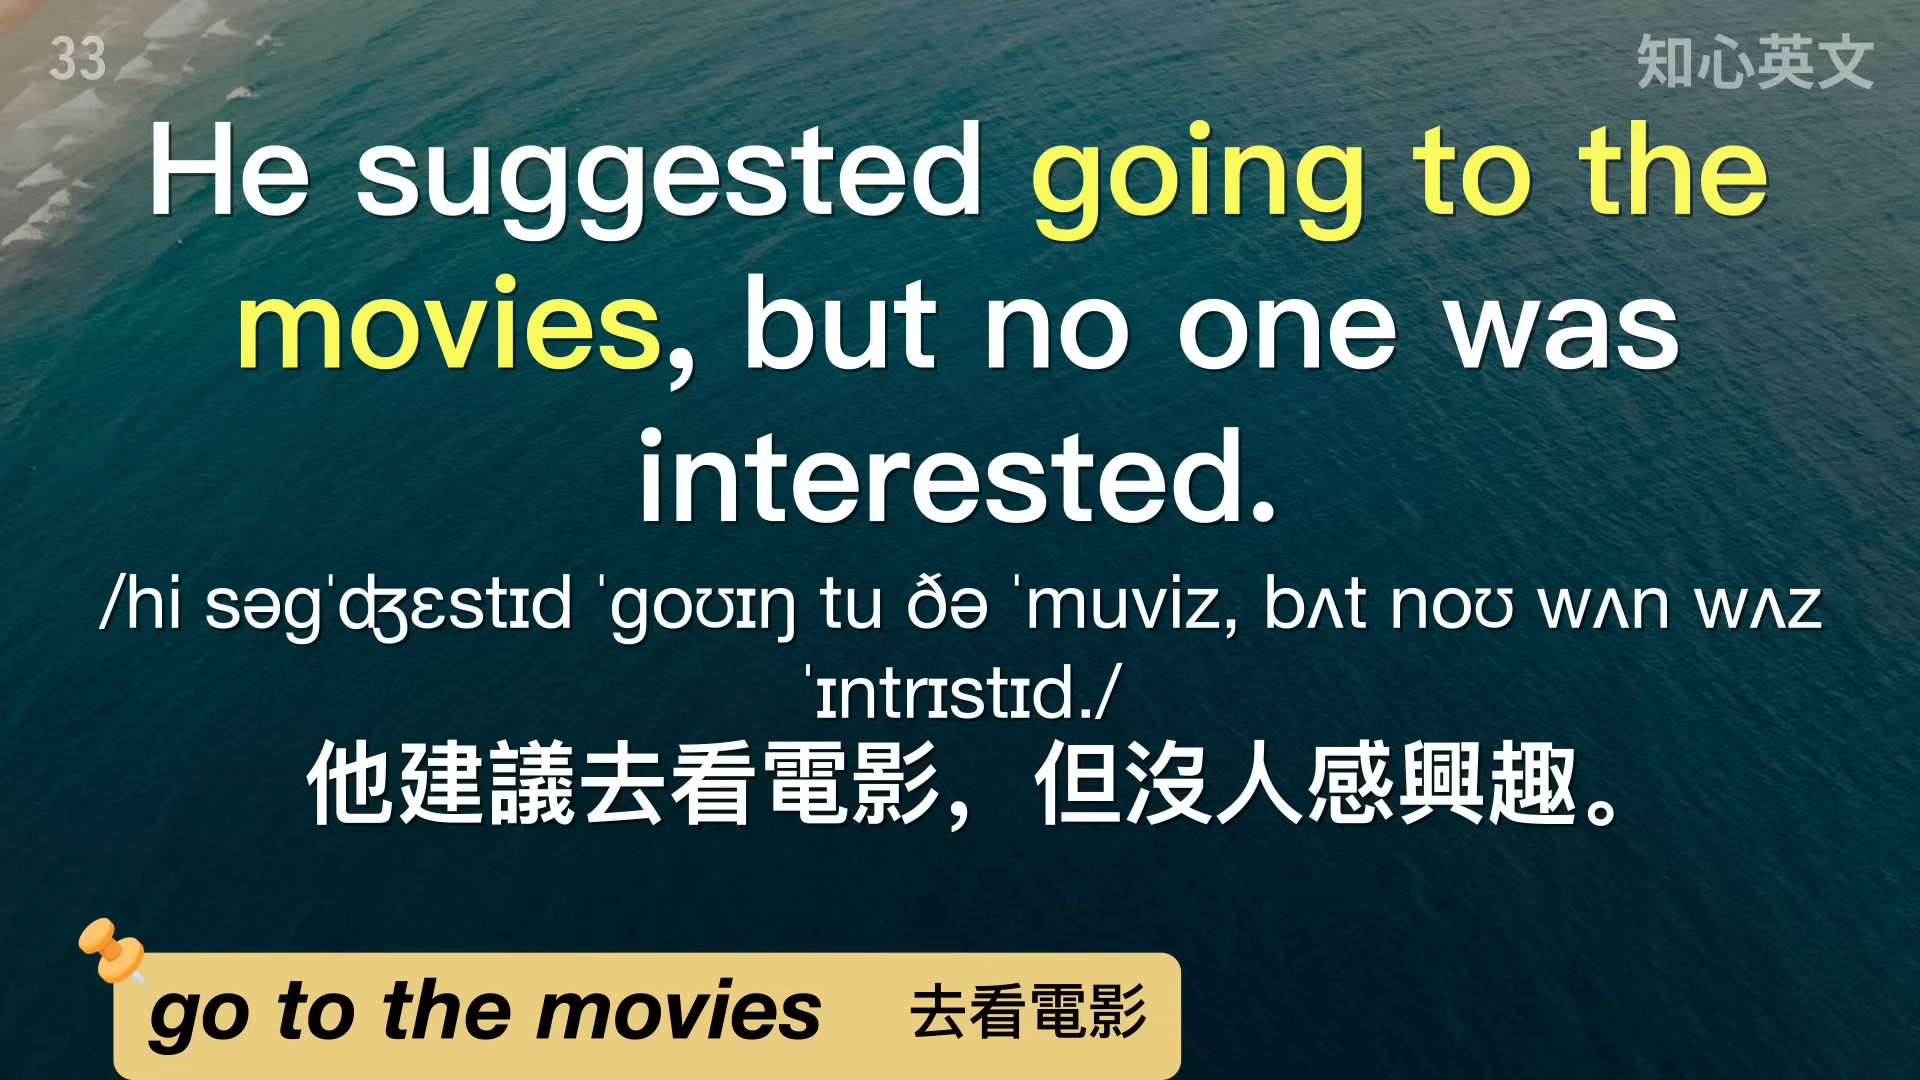 33
知心英文
He suggested going to the
movies, but no one was
interested.
/hi səgˈʤɛstɪd ˈgoʊɪŋ tu ðə ˈmuviz, bʌt noʊ wʌn wʌz
ˈɪntrɪstɪd./
他建議去看電影，但沒人感興趣。
go to the movies 去看電影